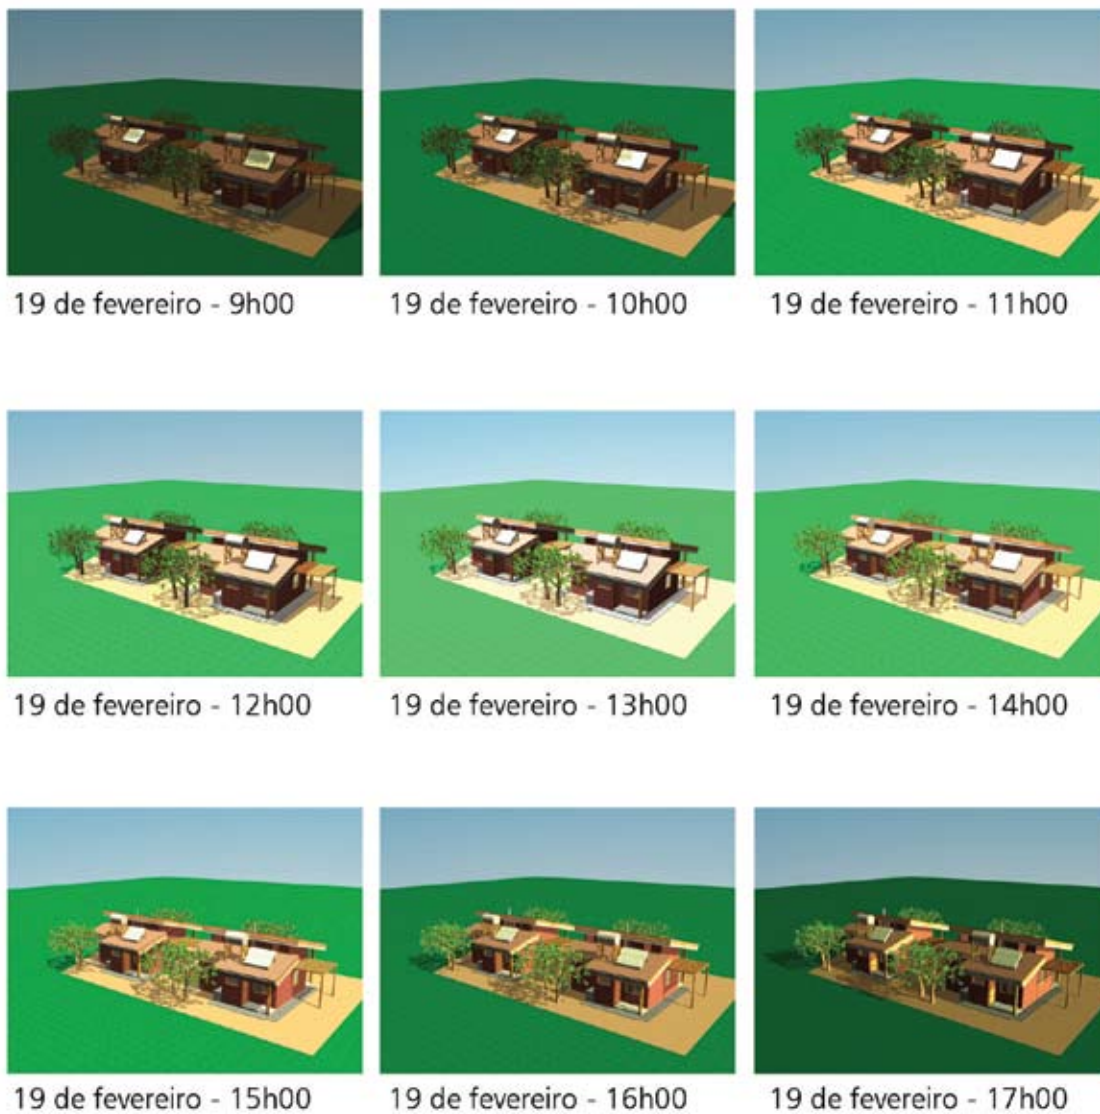 19 de fevereiro - 9h00
19 de fevereiro - 10h00
19 de fevereiro - 11h00
19 de fevereiro - 12h00
19 de fevereiro - 13h00
19 de fevereiro - 14h00
19 de fevereiro - 15h00
19 de fevereiro - 16h00
19 de fevereiro - 17h00